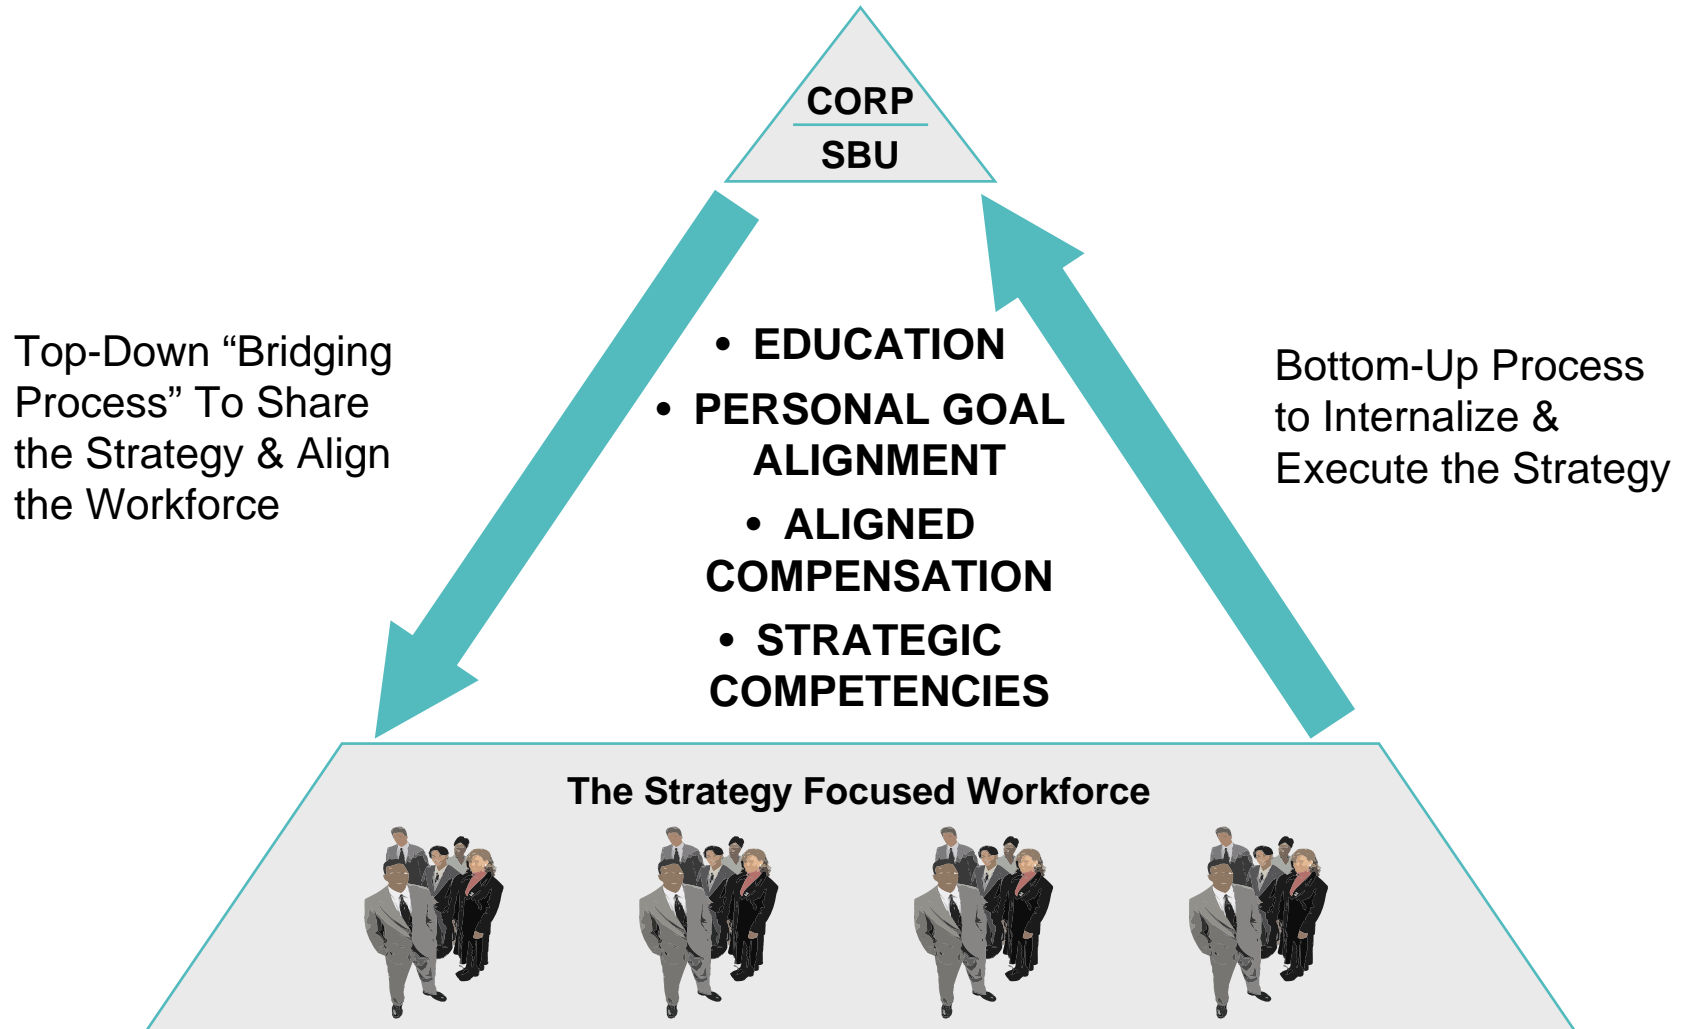 CORP
SBU
Top-Down “Bridging
Process” To Share
the Strategy & Align
the Workforce
• EDUCATION
• PERSONAL GOAL
ALIGNMENT
• ALIGNED
COMPENSATION
• STRATEGIC
COMPETENCIES
Bottom-Up Process
to Internalize &
Execute the Strategy
The Strategy Focused Workforce